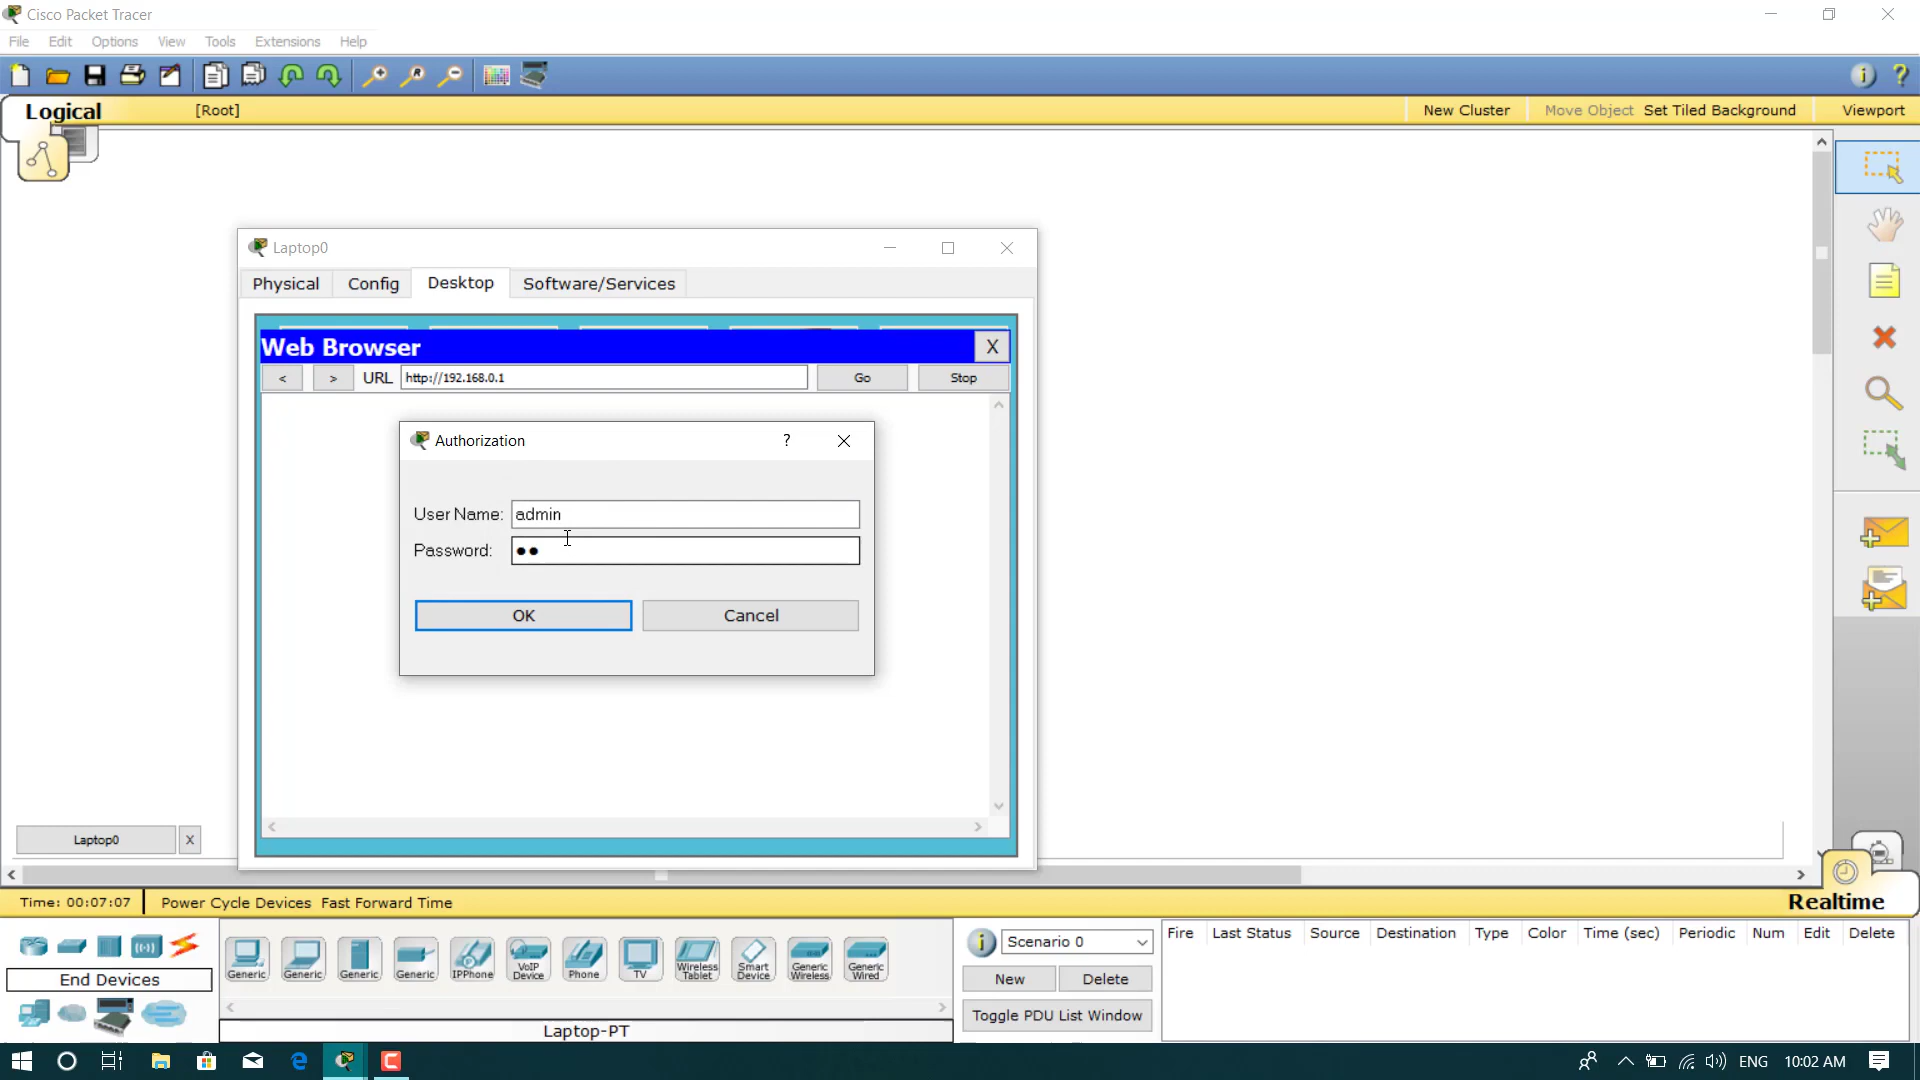 Cisco Packet Tracer
File Edit Options View Tools Extensions Help
Logical [Root] New Cluster Move Object Set Tiled Background Viewport
Laptop0
Physical Config Desktop Software/Services
Web Browser X
< > URL http://192.168.0.1 Go Stop
Authorization ?
User Name: admin
Password: ●●
OK Cancel
Laptop0 X
Time: 00:07:07 Power Cycle Devices Fast Forward Time Realtime
End Devices
Generic Generic Generic Generic IPPhone VoIP Device Phone TV Wireless Tablet Smart Device Generic Wireless Generic Wired
Laptop-PT
Scenario 0
New Delete
Toggle PDU List Window
Fire Last Status Source Destination Type Color Time (sec) Periodic Num Edit Delete
ENG 10:02 AM